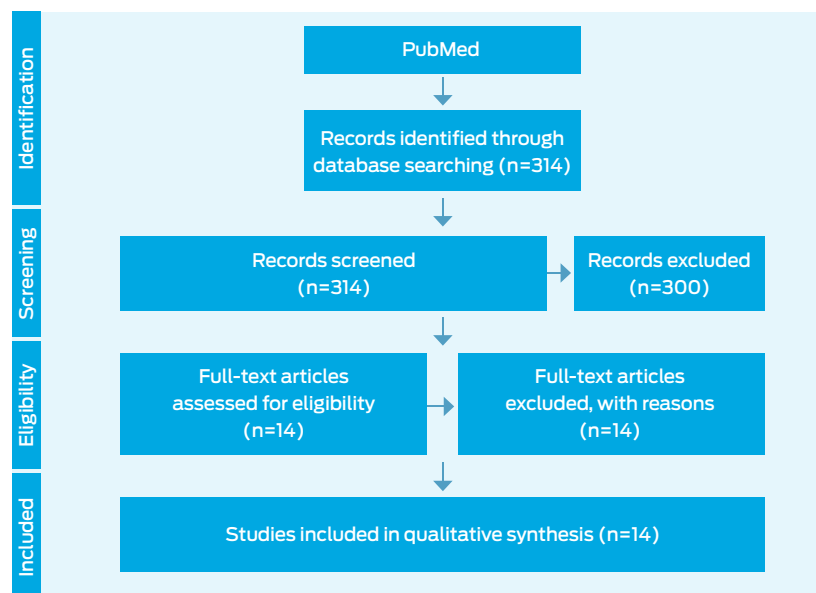 Identification
PubMed
Records identified through
database searching (n=314)
Screening
Records screened
(n=314)
Records excluded
(n=300)
Eligibility
Full-text articles
assessed for eligibility
(n=14)
Full-text articles
excluded, with reasons
(n=14)
Included
Studies included in qualitative synthesis (n=14)